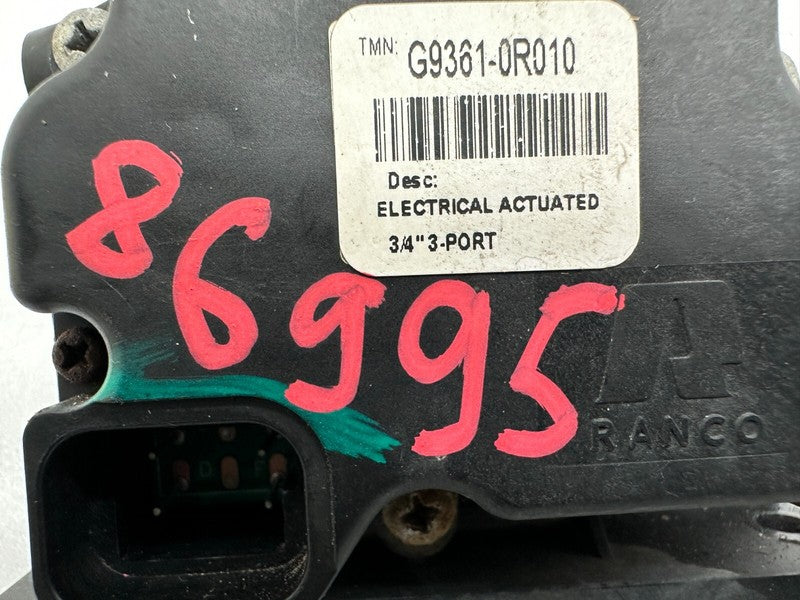 TMN: G9361-0R010
Desc:
ELECTRICAL ACTUATED
3/4" 3-PORT
86995
RANCO